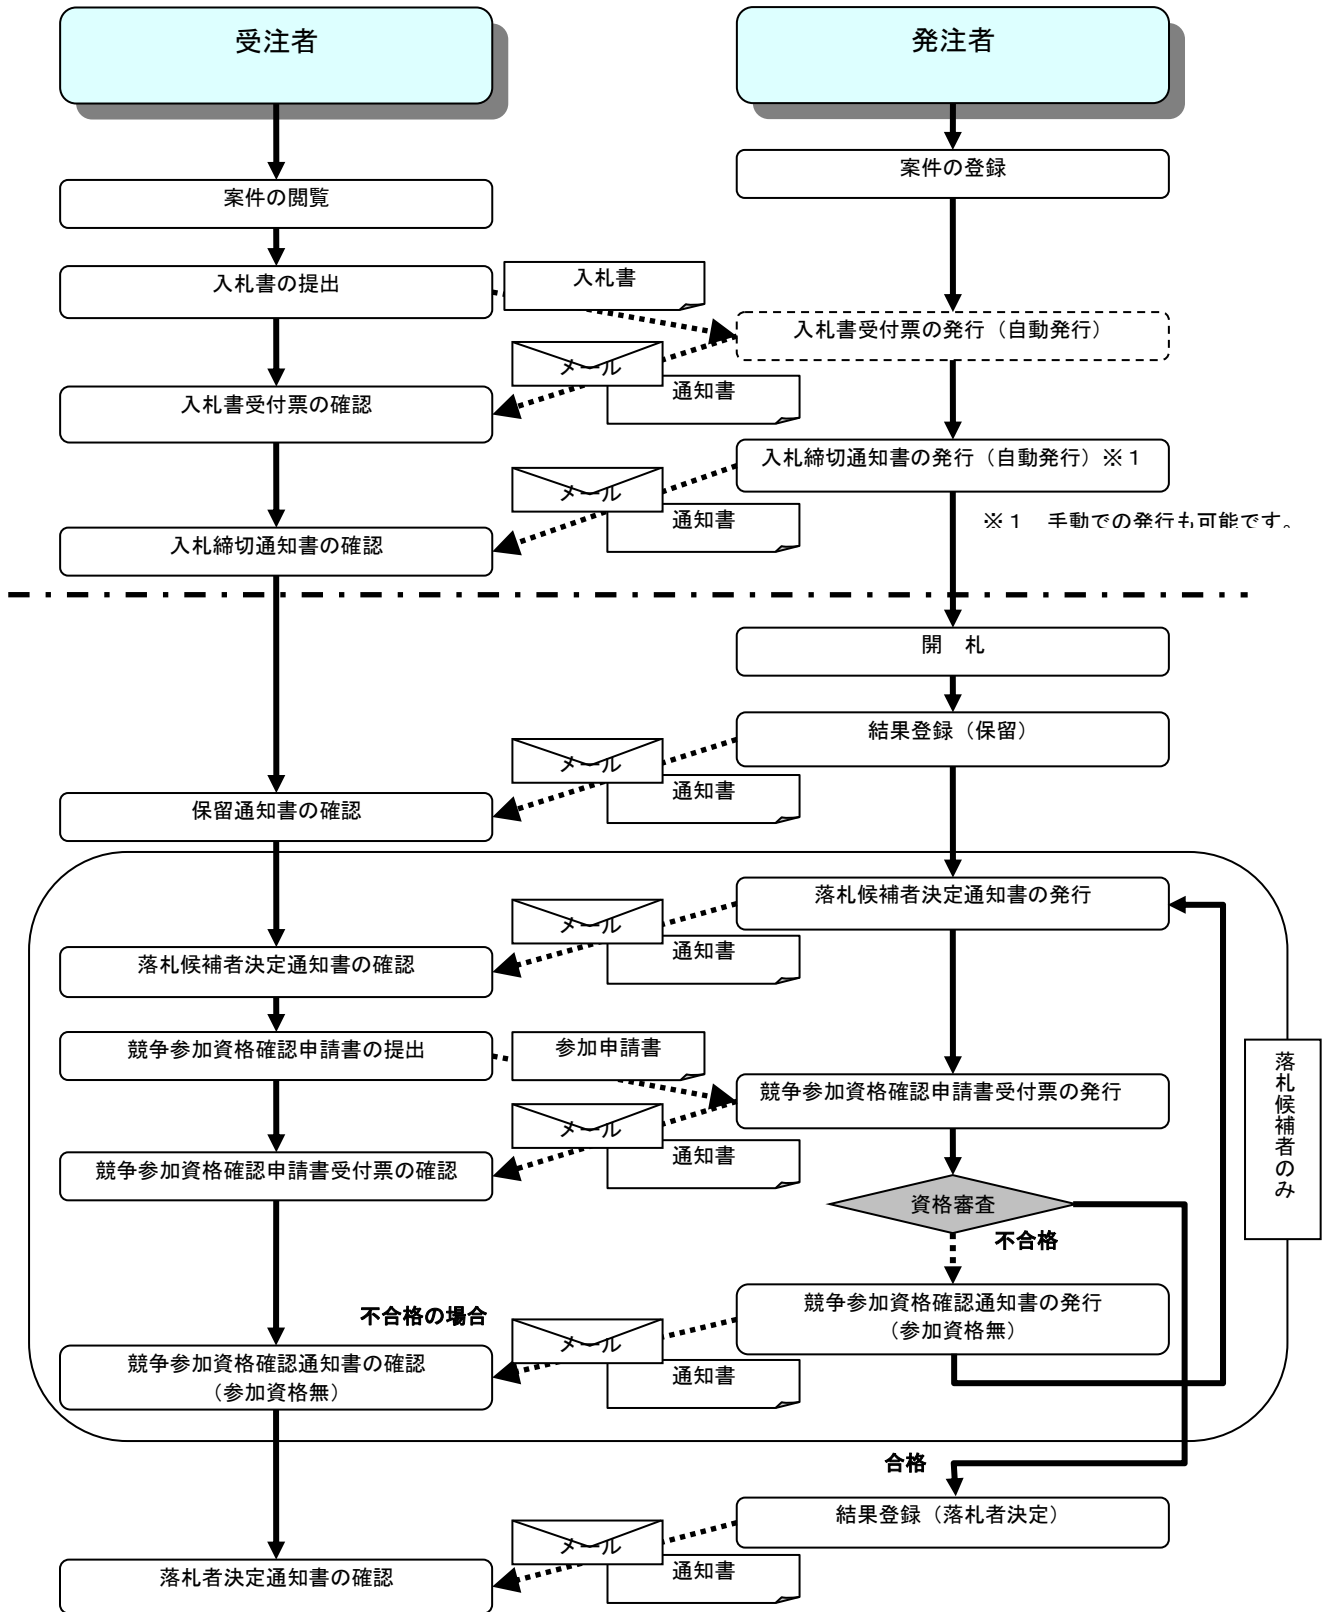 受注者
発注者
案件の登録
案件の閲覧
入札書の提出
入札書
入札書受付票の発行（自動発行）
メール
通知書
入札書受付票の確認
入札締切通知書の発行（自動発行）※１
メール
通知書
※１　手動での発行も可能です。
入札締切通知書の確認
開　札
結果登録（保留）
メール
通知書
保留通知書の確認
落札候補者決定通知書の発行
メール
通知書
落札候補者決定通知書の確認
競争参加資格確認申請書の提出
参加申請書
落札候補者のみ
競争参加資格確認申請書受付票の発行
メール
通知書
競争参加資格確認申請書受付票の確認
資格審査
不合格
競争参加資格確認通知書の発行
（参加資格無）
不合格の場合
メール
通知書
競争参加資格確認通知書の確認
（参加資格無）
合格
結果登録（落札者決定）
メール
通知書
落札者決定通知書の確認